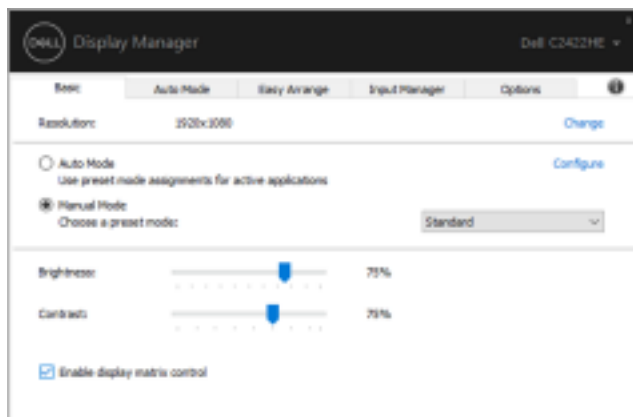 DELL Display Manager
Dell C2422HE
Basic Auto Mode Easy Arrange Input Manager Options
Resolution: 1920x1080 Change
Auto Mode Configure
Use preset mode assignments for active applications
Manual Mode
Choose a preset mode: Standard
Brightness: 75%
Contrast: 75%
Enable display matrix control